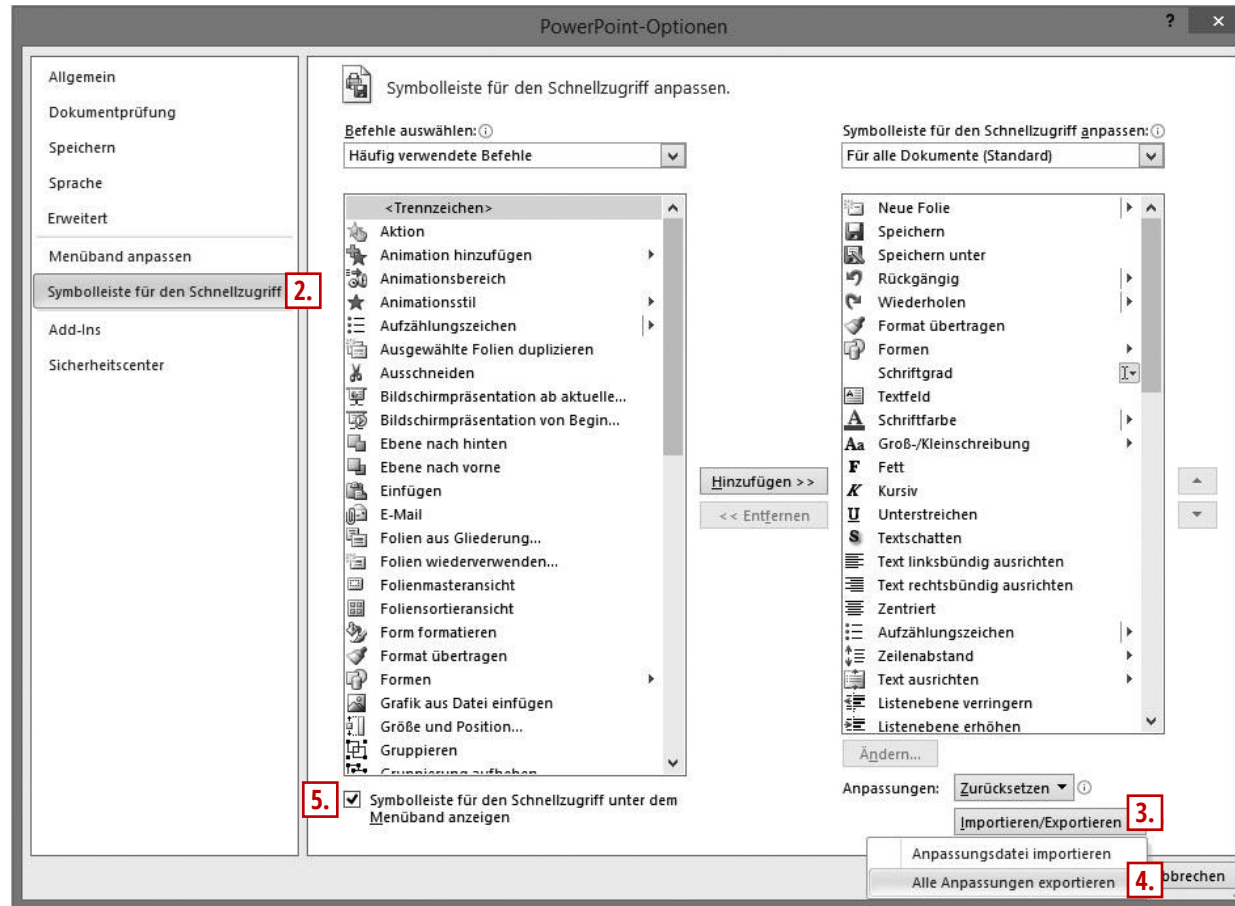 PowerPoint-Optionen
?
Allgemein
Dokumentprüfung
Speichern
Sprache
Erweitert
Menüband anpassen
Symbolleiste für den Schnellzugriff
2.
Add-Ins
Sicherheitscenter
Symbolleiste für den Schnellzugriff anpassen.
Befehle auswählen:
Häufig verwendete Befehle
<Trennzeichen>
Aktion
Animation hinzufügen
Animationsbereich
Animationsstil
Aufzählungszeichen
Ausgewählte Folien duplizieren
Ausschneiden
Bildschirmpräsentation ab aktuelle...
Bildschirmpräsentation von Begin...
Ebene nach hinten
Ebene nach vorne
Einfügen
E-Mail
Folien aus Gliederung...
Folien wiederverwenden...
Folienmasteransicht
Foliensortieransicht
Form formatieren
Format übertragen
Formen
Grafik aus Datei einfügen
Größe und Position...
Gruppieren
Gruppierung aufheben
5.
Symbolleiste für den Schnellzugriff unter dem
Menüband anzeigen
Hinzufügen >>
<< Entfernen
Symbolleiste für den Schnellzugriff anpassen:
Für alle Dokumente (Standard)
Neue Folie
Speichern
Speichern unter
Rückgängig
Wiederholen
Format übertragen
Formen
Schriftgrad
Textfeld
A Schriftfarbe
Aa Groß-/Kleinschreibung
F Fett
K Kursiv
U Unterstreichen
S Textschatten
Text linksbündig ausrichten
Text rechtsbündig ausrichten
Zentriert
Aufzählungszeichen
Zeilenabstand
Text ausrichten
Listenebene verringern
Listenebene erhöhen
Ändern...
Anpassungen: Zurücksetzen
Importieren/Exportieren
3.
Anpassungsdatei importieren
Alle Anpassungen exportieren
4.
bbrechen